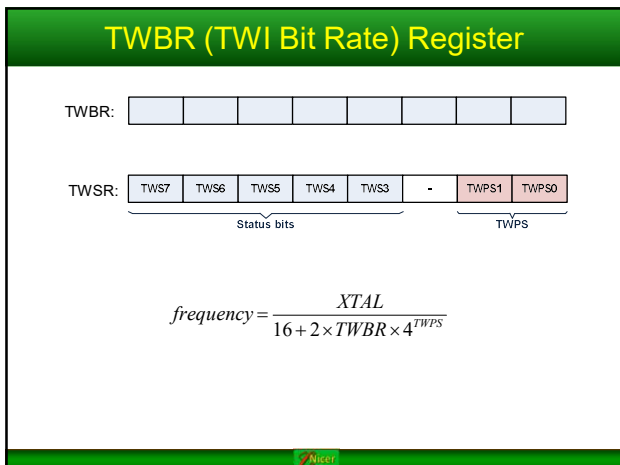 TWBR (TWI Bit Rate) Register
TWBR:
TWSR: TWS7 TWS6 TWS5 TWS4 TWS3 - TWPS1 TWPS0
Status bits TWPS
frequency = XTAL / 16 + 2 × TWBR × 4^TWPS
Nicer